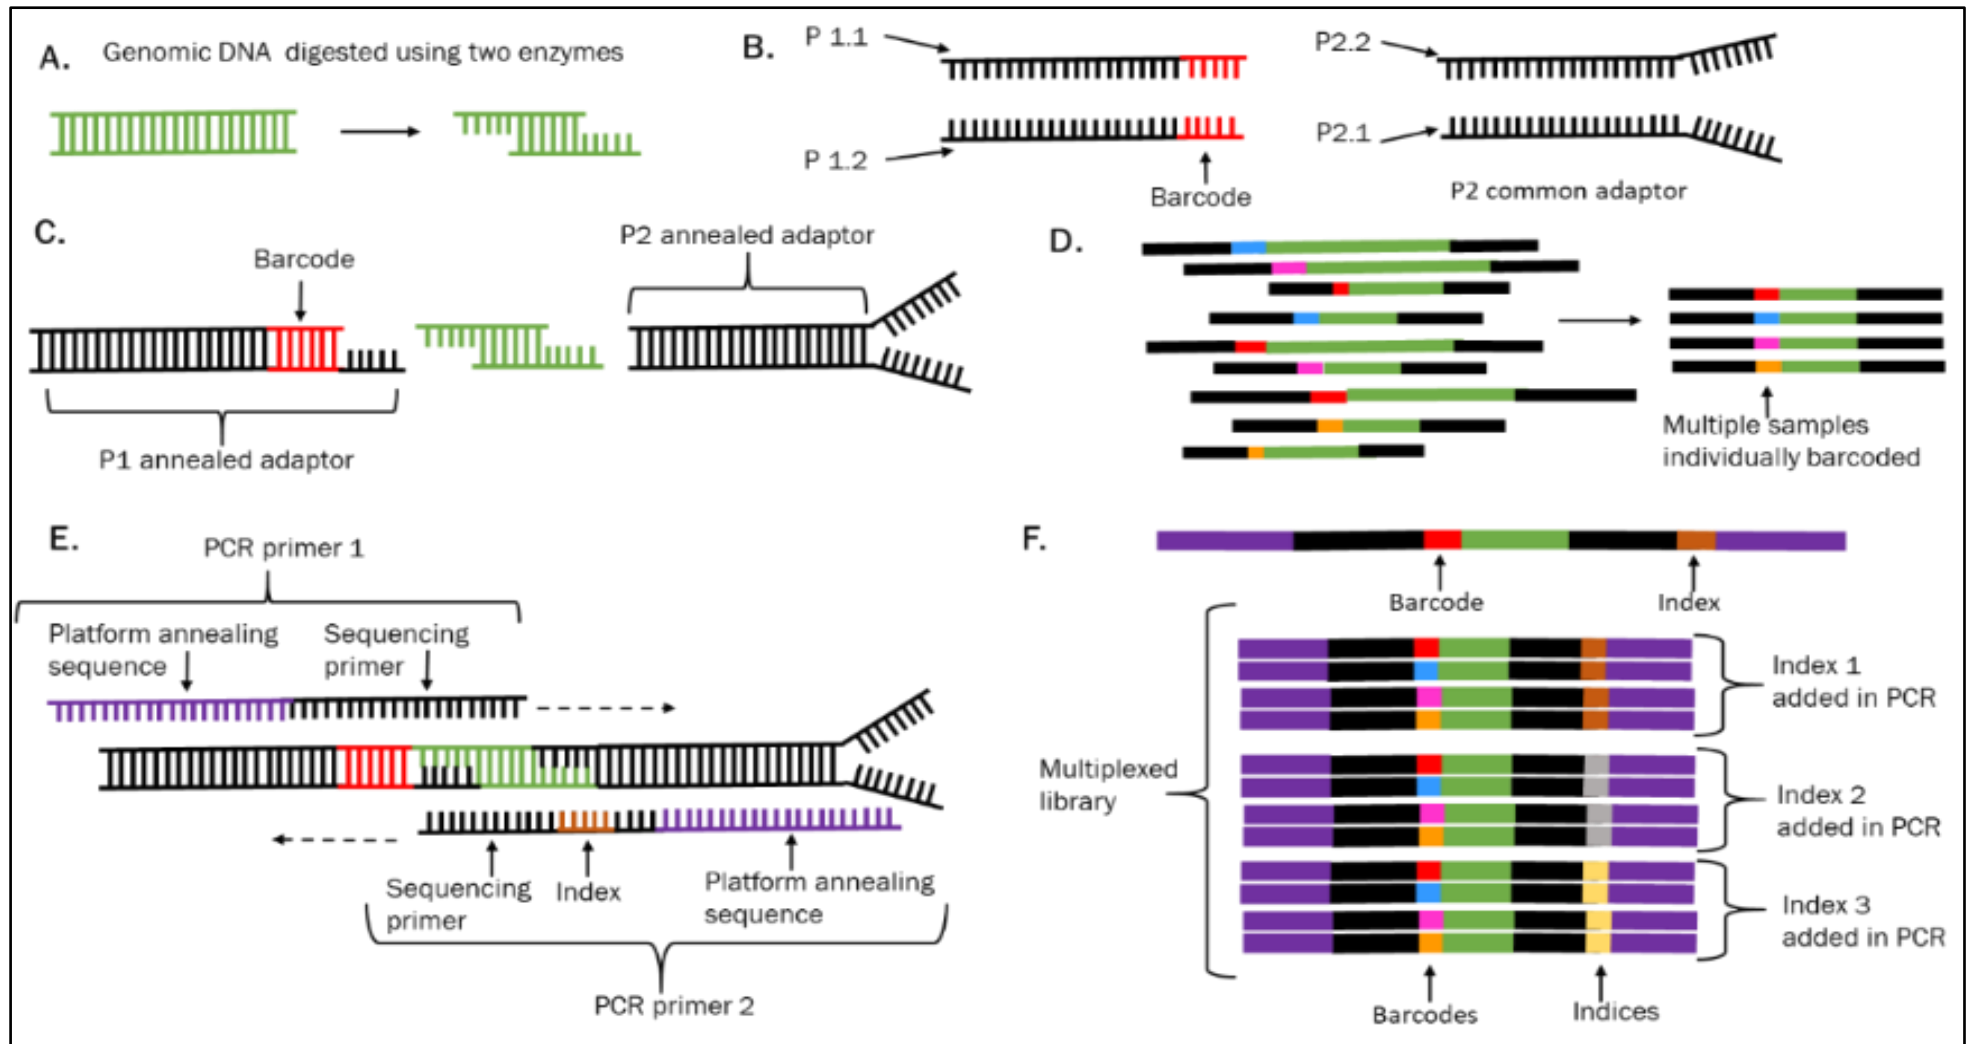 A.
Genomic DNA digested using two enzymes
B.
P 1.1
P 1.2
Barcode
P2.2
P2.1
P2 common adaptor
C.
Barcode
P1 annealed adaptor
P2 annealed adaptor
D.
Multiple samples
individually barcoded
E.
PCR primer 1
Platform annealing
sequence
Sequencing
primer
Sequencing
primer
Index
Platform annealing
sequence
PCR primer 2
F.
Barcode
Index
Multiplexed
library
Index 1
added in PCR
Index 2
added in PCR
Index 3
added in PCR
Barcodes
Indices